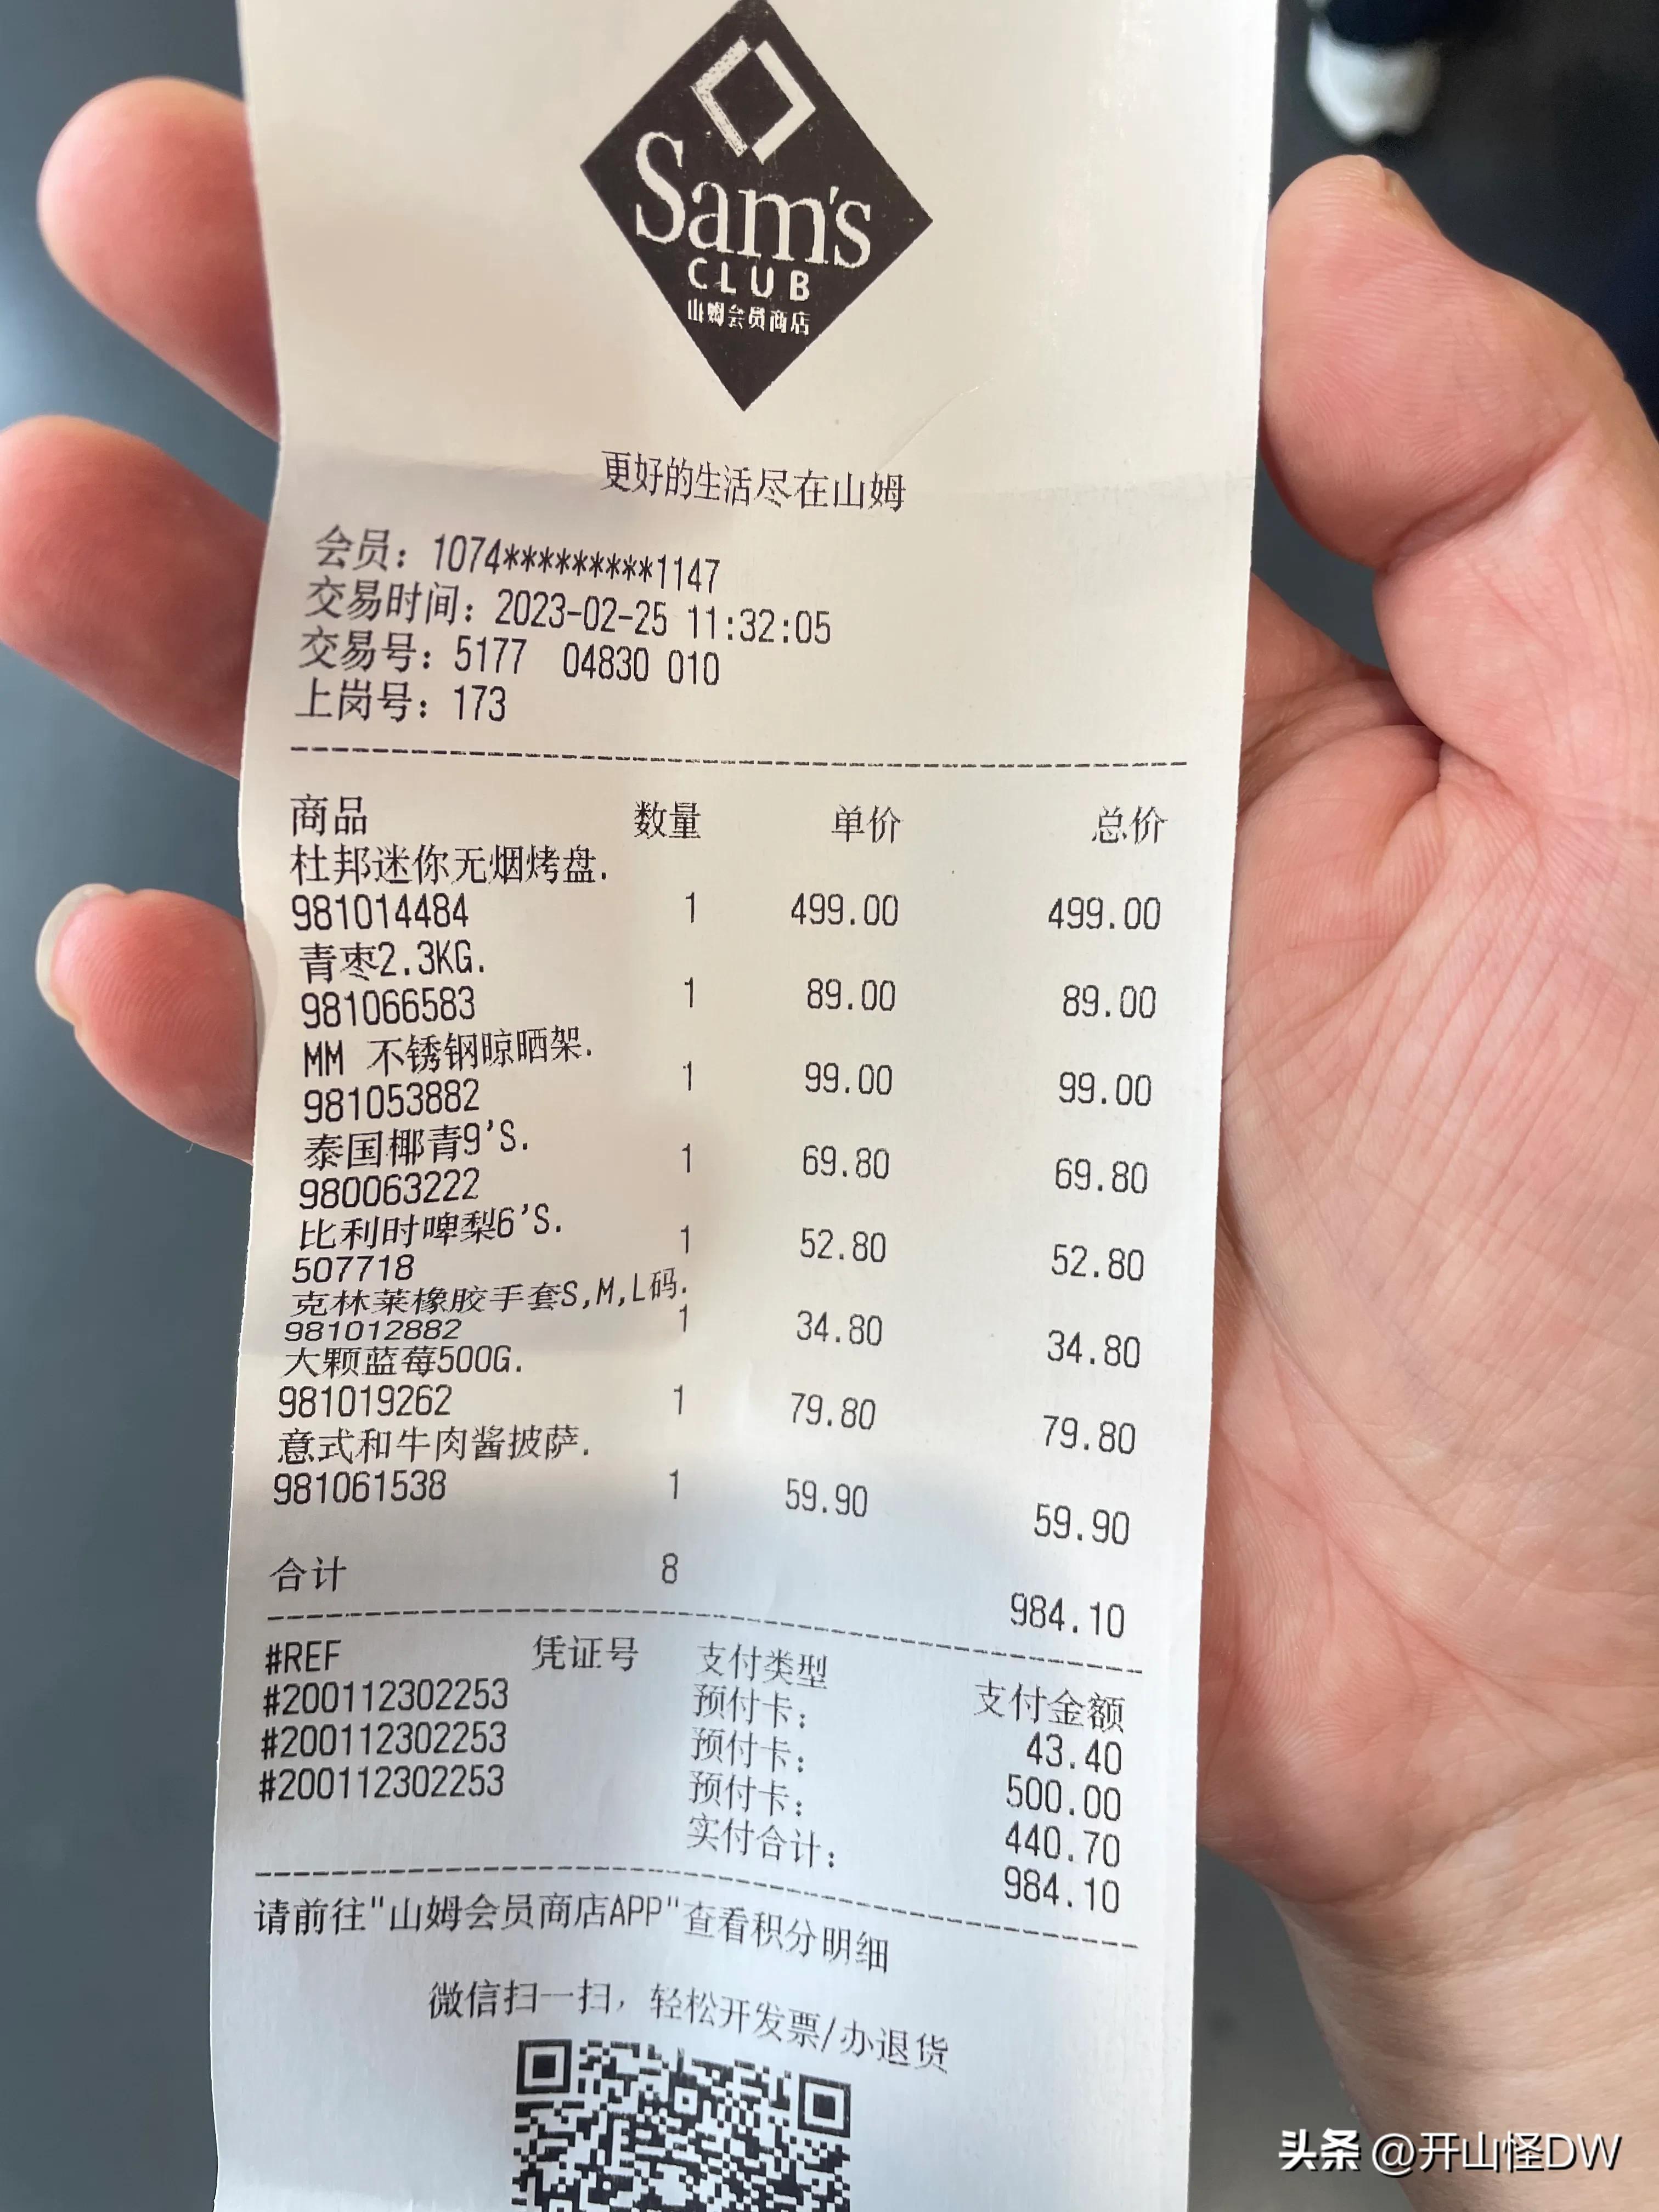 Sam's
CLUB
山姆会员商店
更好的生活尽在山姆
会员：1074*********1147
交易时间：2023-02-25 11:32:05
交易号：5177 04830 010
上岗号：173
商品 数量 单价 总价
杜邦迷你无烟烤盘.
981014484 1 499.00 499.00
青枣2.3KG.
981066583 1 89.00 89.00
MM 不锈钢晾晒架.
981053882 1 99.00 99.00
泰国椰青9'S.
980063222 1 69.80 69.80
比利时啤梨6'S.
507718 1 52.80 52.80
克林莱橡胶手套S,M,L码.
981012882 1 34.80 34.80
大颗蓝莓500G.
981019262 1 79.80 79.80
意式和牛肉酱披萨.
981061538 1 59.90 59.90
合计 8 984.10
#REF 凭证号 支付类型 支付金额
#200112302253 预付卡： 43.40
#200112302253 预付卡： 500.00
#200112302253 预付卡： 440.70
实付合计： 984.10
请前往"山姆会员商店APP"查看积分明细
微信扫一扫，轻松开发票/办退货
头条 @开山怪DW